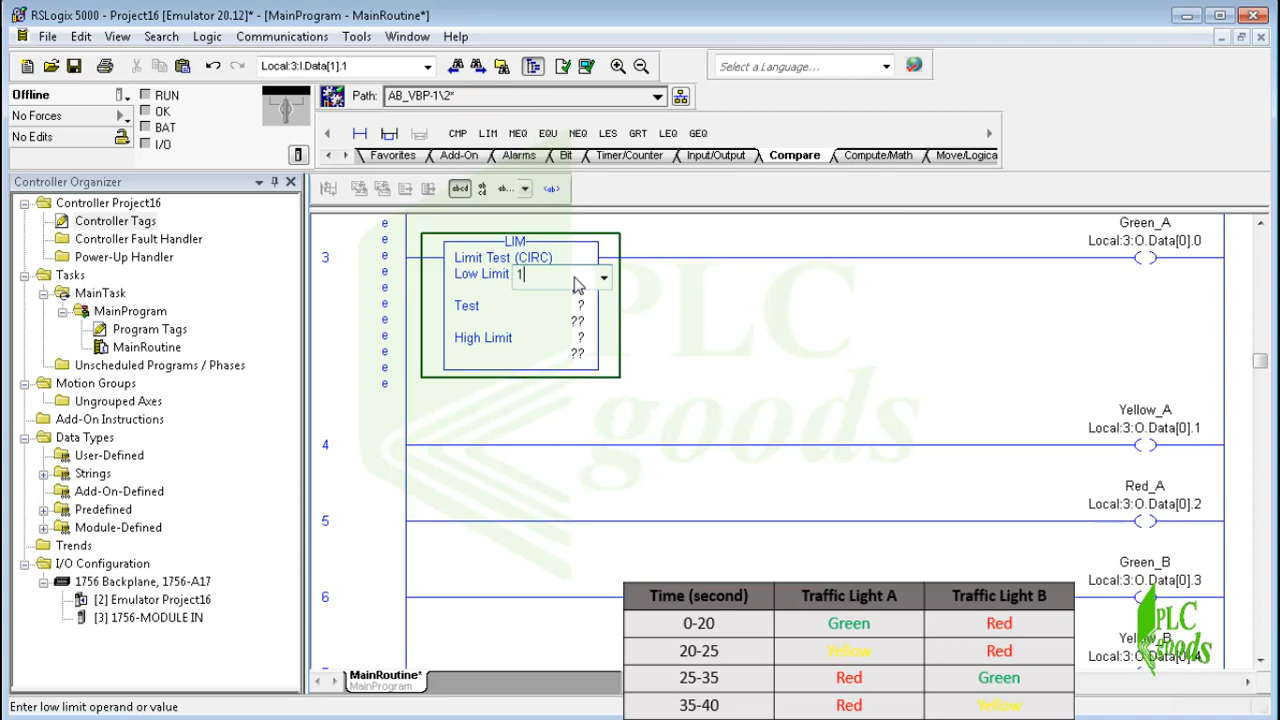 RSLogix 5000 - Project16 [Emulator 20.12]* - [MainProgram - MainRoutine*]
File Edit View Search Logic Communications Tools Window Help
Local:3:I.Data[1].1
Select a Language...
Offline
RUN
No Forces
OK
No Edits
BAT
I/O
Path: AB_VBP-1\2*
CMP LIM MEQ EQU NEQ LES GRT LEQ GEQ
Favorites Add-On Alarms Bit Timer/Counter Input/Output Compare Compute/Math Move/Logica
Controller Organizer
Controller Project16
Controller Tags
Controller Fault Handler
Power-Up Handler
Tasks
MainTask
MainProgram
Program Tags
MainRoutine
Unscheduled Programs / Phases
Motion Groups
Ungrouped Axes
Add-On Instructions
Data Types
User-Defined
Strings
Add-On-Defined
Predefined
Module-Defined
Trends
I/O Configuration
1756 Backplane, 1756-A17
[2] Emulator Project16
[3] 1756-MODULE IN
abcd
ab
cd
ab...
<ab>
e
e
e
e
e
e
e
e
e
e
e
3
LIM
Limit Test (CIRC)
Low Limit 1
Test ?
??
High Limit ?
??
Green_A
Local:3:O.Data[0].0
4
Yellow_A
Local:3:O.Data[0].1
5
Red_A
Local:3:O.Data[0].2
6
Green_B
Local:3:O.Data[0].3
PLC
goods
Time (second) Traffic Light A Traffic Light B
0-20 Green Red
20-25 Yellow Red
25-35 Red Green
35-40 Red Yellow
PLC
goods
MainRoutine*
MainProgram
Enter low limit operand or value